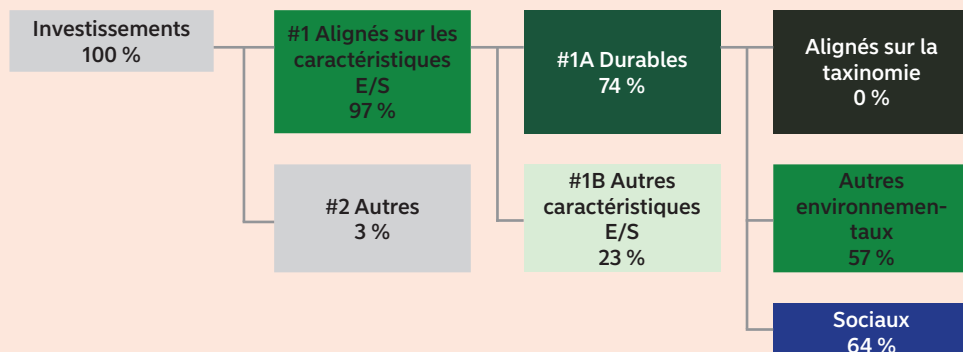 Investissements
100 %
#1 Alignés sur les
caractéristiques
E/S
97 %
#1A Durables
74 %
Alignés sur la
taxinomie
0 %
#2 Autres
3 %
#1B Autres
caractéristiques
E/S
23 %
Autres
environnemen-
taux
57 %
Sociaux
64 %